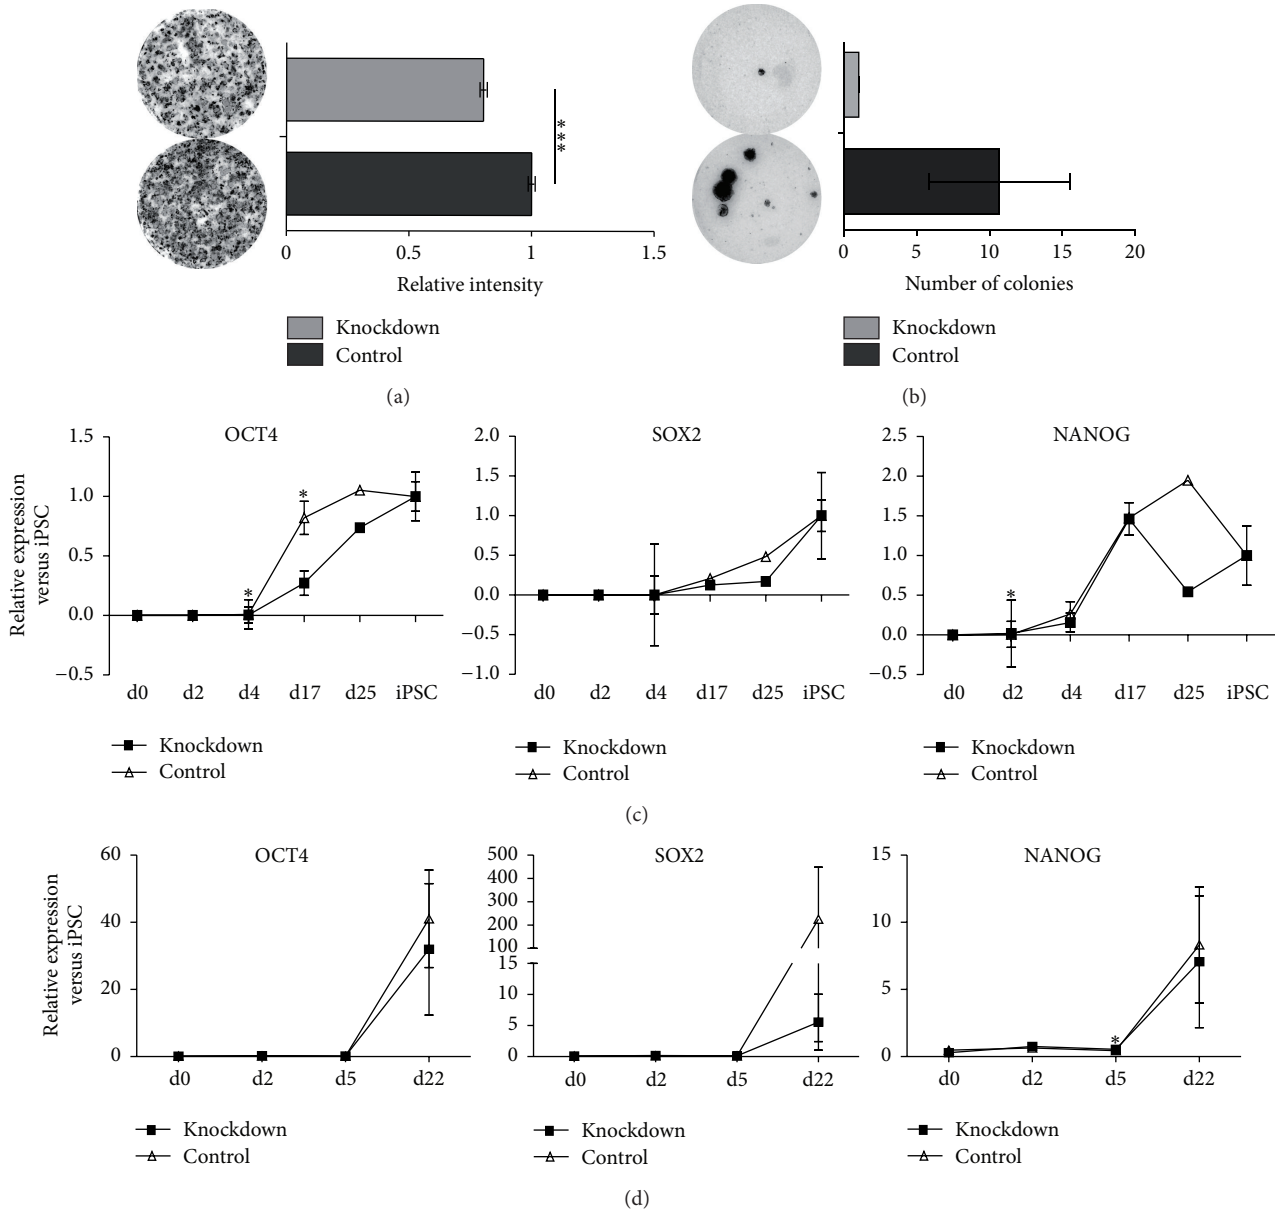 ***
0 0.5 1 1.5
Relative intensity
Knockdown
Control
(a)
0 5 10 15 20
Number of colonies
Knockdown
Control
(b)
OCT4
Relative expression
versus iPSC
1.5
1.0
0.5
0.0
−0.5
*
*
d0 d2 d4 d17 d25 iPSC
Knockdown
Control
SOX2
2.0
1.5
1.0
0.5
0.0
−0.5
−1.0
d0 d2 d4 d17 d25 iPSC
Knockdown
Control
NANOG
2.5
2.0
1.5
1.0
0.5
0.0
−0.5
*
d0 d2 d4 d17 d25 iPSC
Knockdown
Control
(c)
OCT4
Relative expression
versus iPSC
60
40
20
0
d0 d2 d5 d22
Knockdown
Control
SOX2
500
400
300
200
100
15
10
5
0
d0 d2 d5 d22
Knockdown
Control
NANOG
15
10
5
0
*
d0 d2 d5 d22
Knockdown
Control
(d)